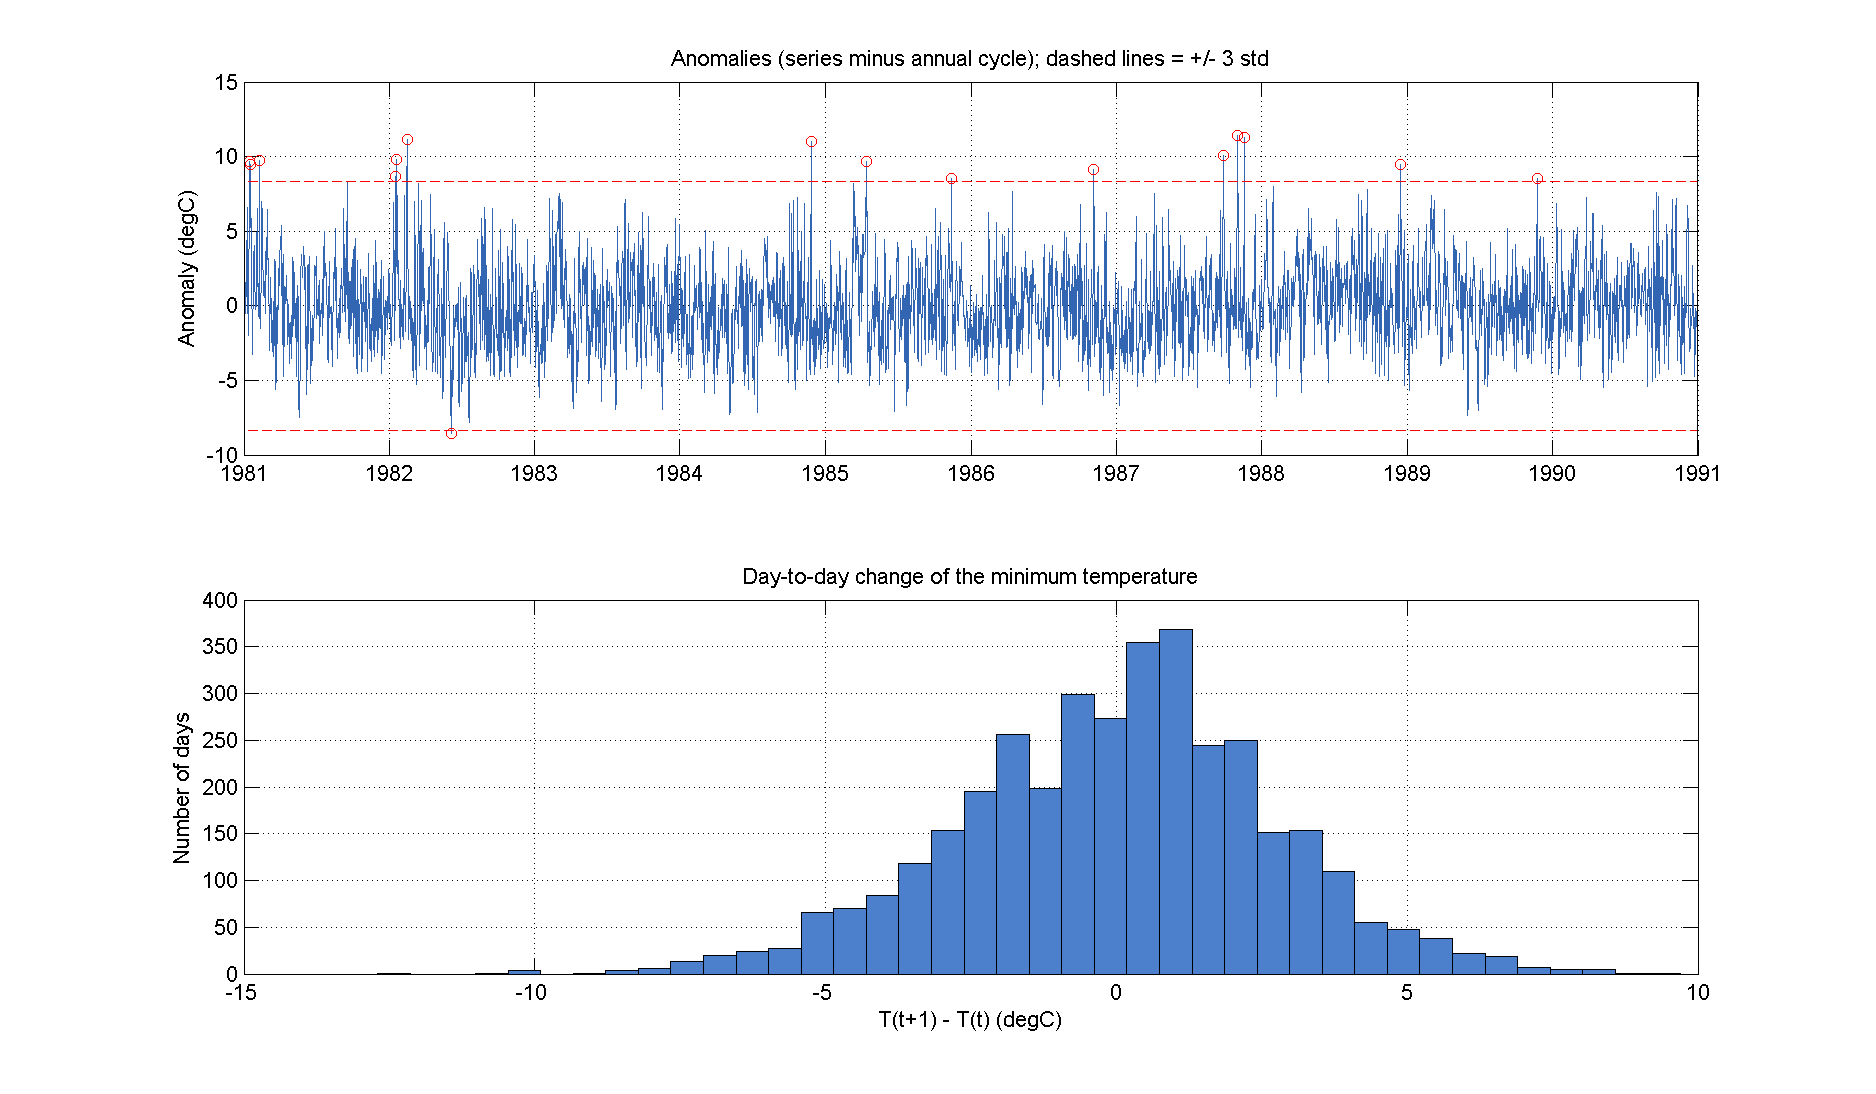 Anomalies (series minus annual cycle); dashed lines = +/- 3 std
15
10
5
0
-5
-10
Anomaly (degC)
1981 1982 1983 1984 1985 1986 1987 1988 1989 1990 1991
Day-to-day change of the minimum temperature
400
350
300
250
200
150
100
50
0
Number of days
-15 -10 -5 0 5 10
T(t+1) - T(t) (degC)